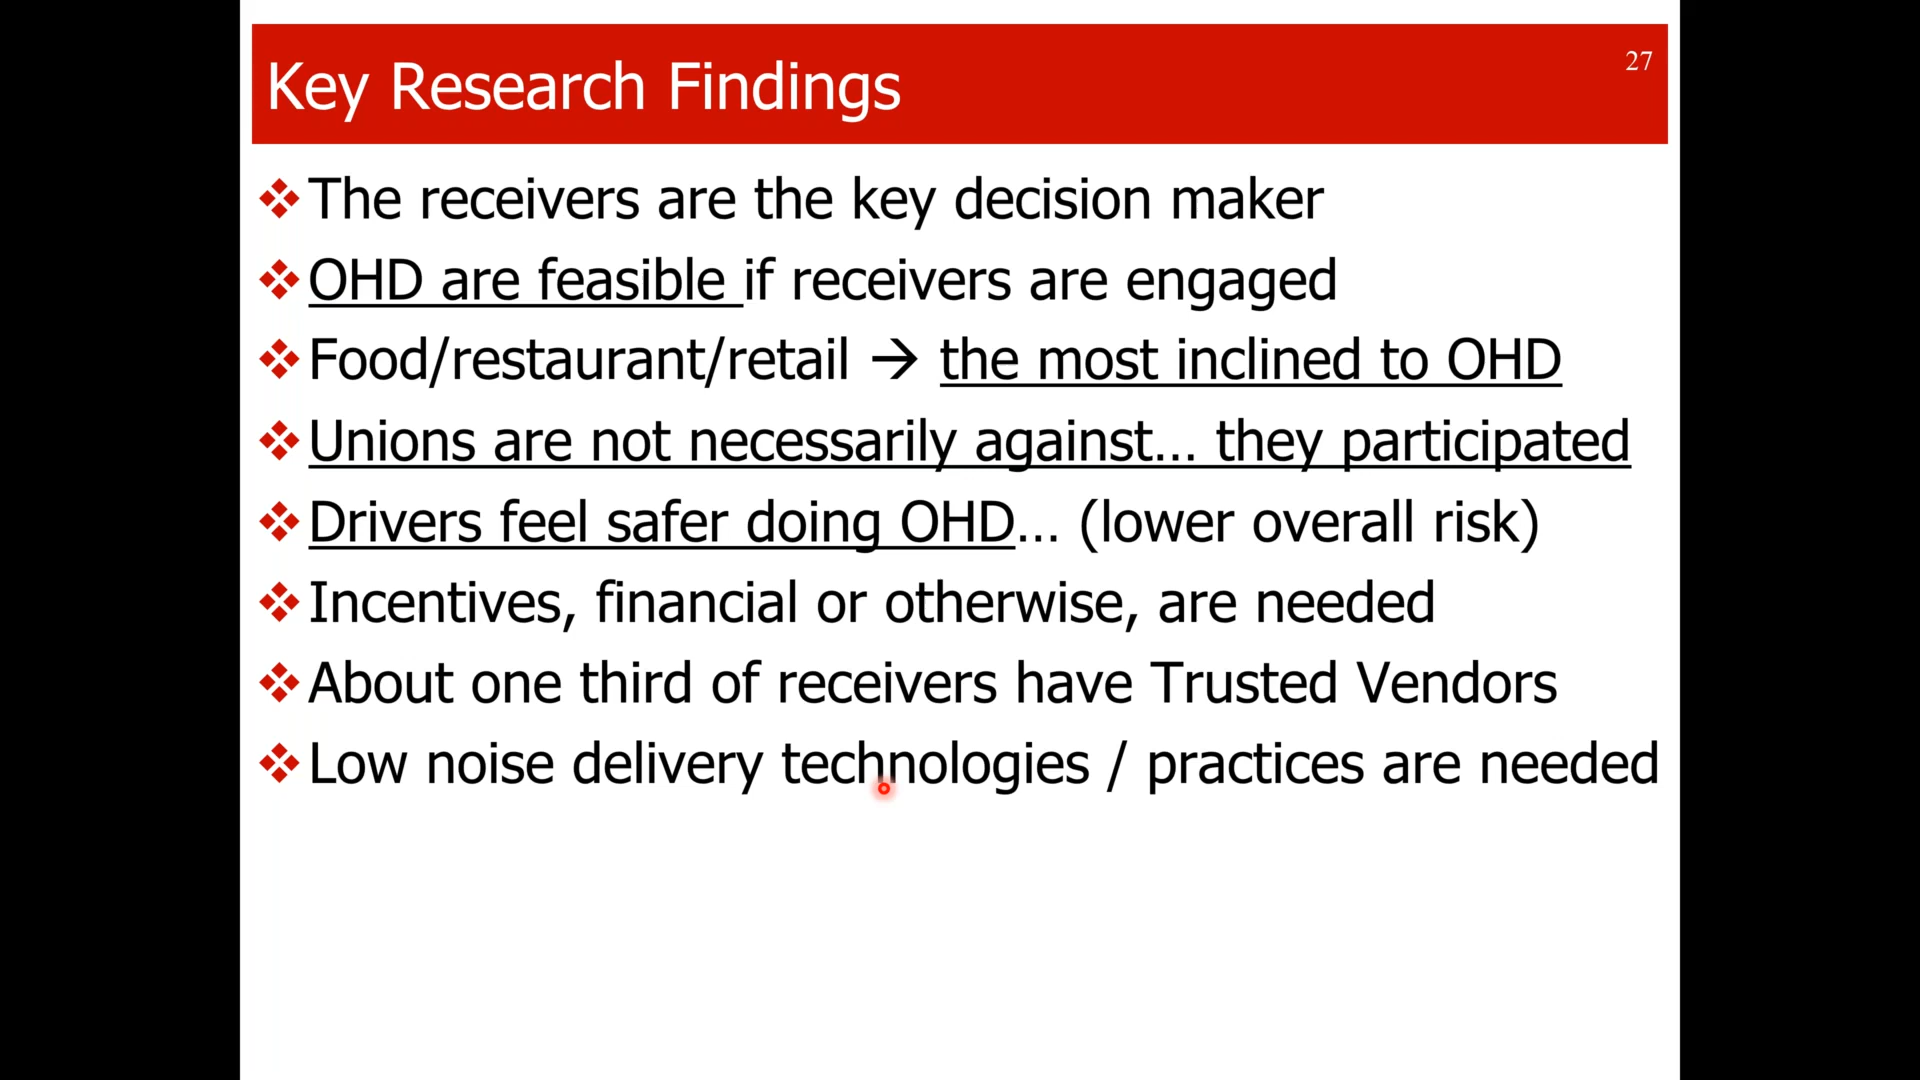 Key Research Findings
27
The receivers are the key decision maker
OHD are feasible if receivers are engaged
Food/restaurant/retail → the most inclined to OHD
Unions are not necessarily against... they participated
Drivers feel safer doing OHD... (lower overall risk)
Incentives, financial or otherwise, are needed
About one third of receivers have Trusted Vendors
Low noise delivery technologies / practices are needed